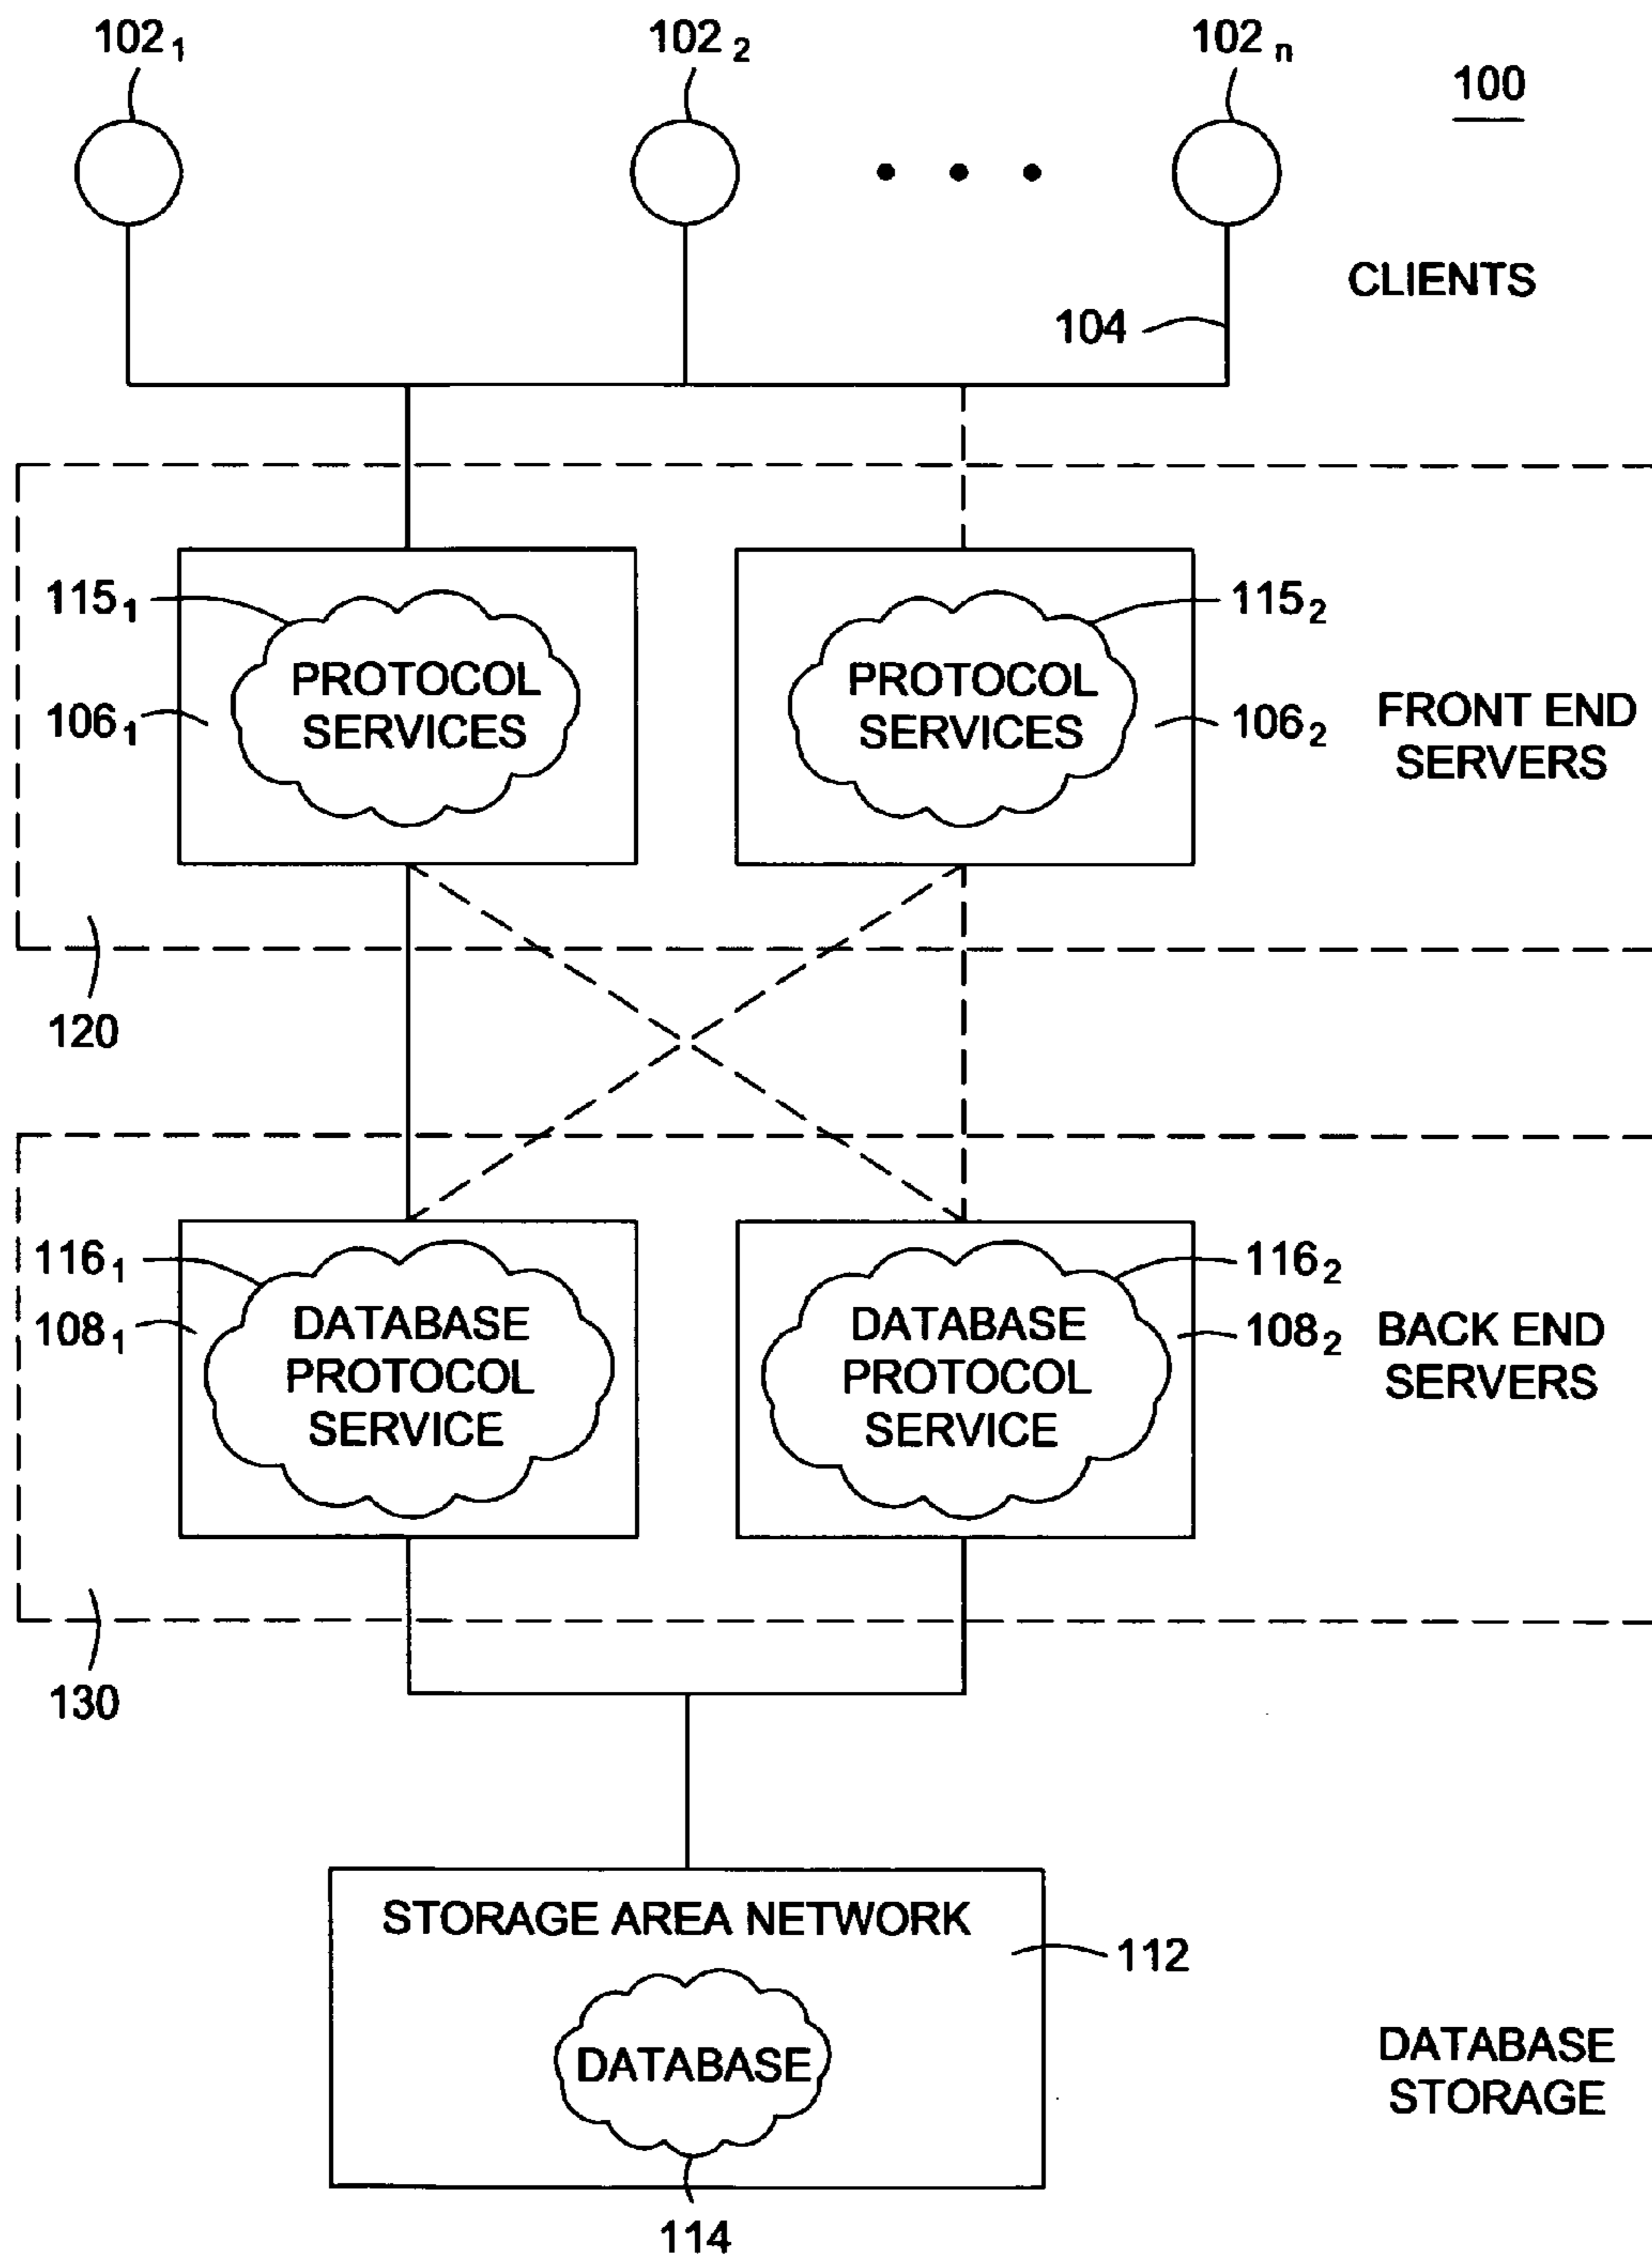 102₁
102₂
102ₙ
100
CLIENTS
104
115₁
PROTOCOL
SERVICES
106₁
PROTOCOL
SERVICES
115₂
106₂
FRONT END
SERVERS
120
116₁
108₁
DATABASE
PROTOCOL
SERVICE
DATABASE
PROTOCOL
SERVICE
116₂
108₂
BACK END
SERVERS
130
STORAGE AREA NETWORK
112
DATABASE
114
DATABASE
STORAGE